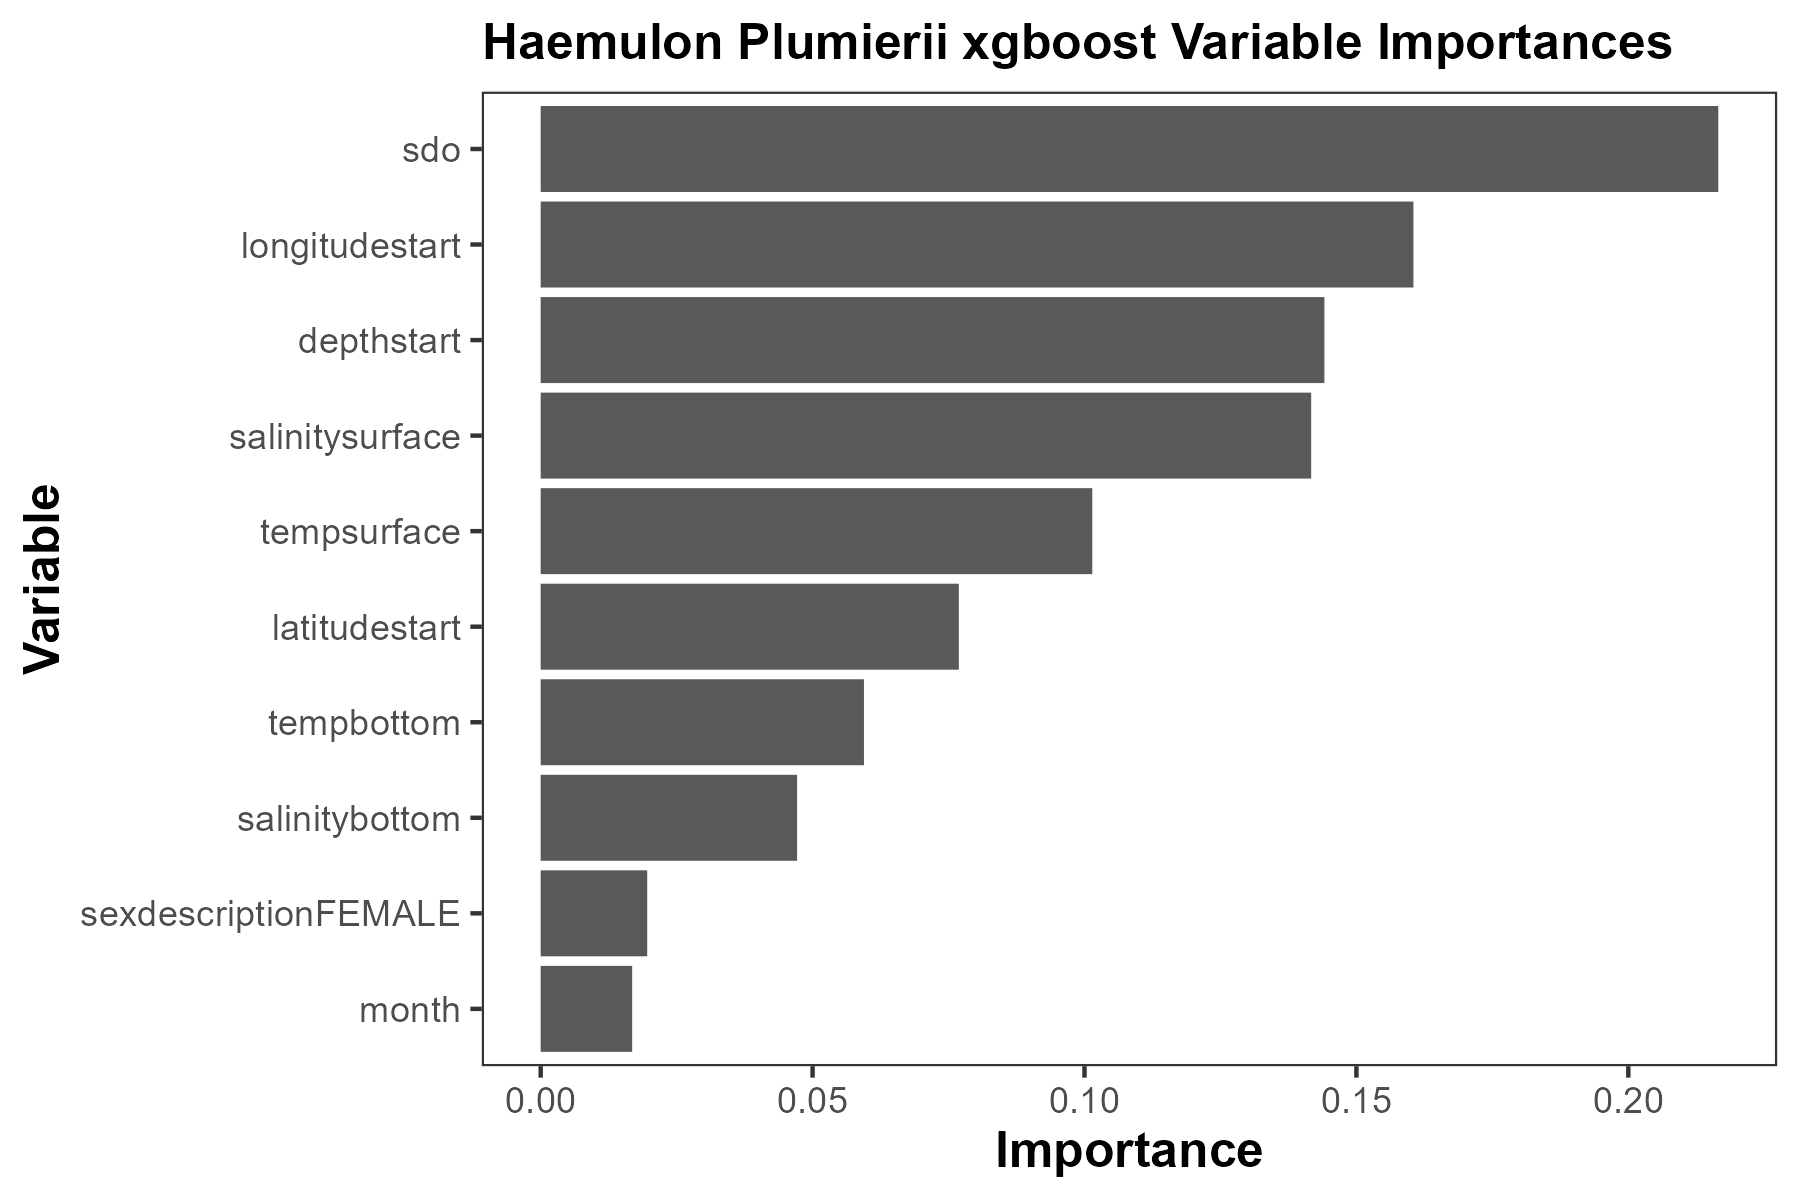 Haemulon Plumierii xgboost Variable Importances
sdo
longitudestart
depthstart
salinitysurface
tempsurface
latitudestart
tempbottom
salinitybottom
sexdescriptionFEMALE
month
Variable
0.00 0.05 0.10 0.15 0.20
Importance